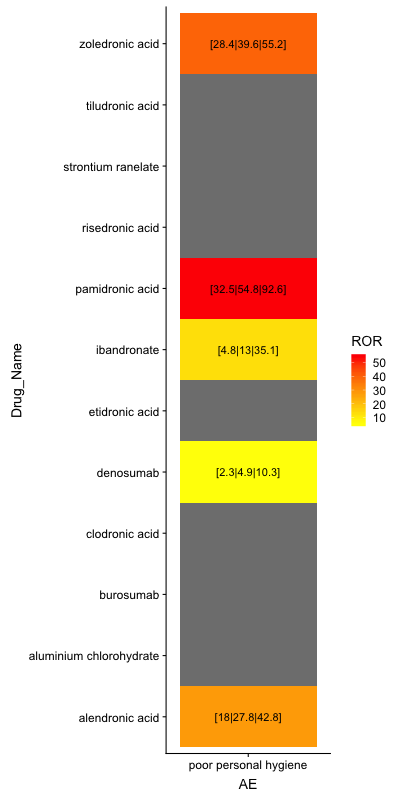 zoledronic acid
[28.4|39.6|55.2]
tiludronic acid
strontium ranelate
risedronic acid
pamidronic acid
[32.5|54.8|92.6]
ibandronate
[4.8|13|35.1]
etidronic acid
denosumab
[2.3|4.9|10.3]
clodronic acid
burosumab
aluminium chlorohydrate
alendronic acid
[18|27.8|42.8]
Drug_Name
poor personal hygiene
AE
ROR
50
40
30
20
10